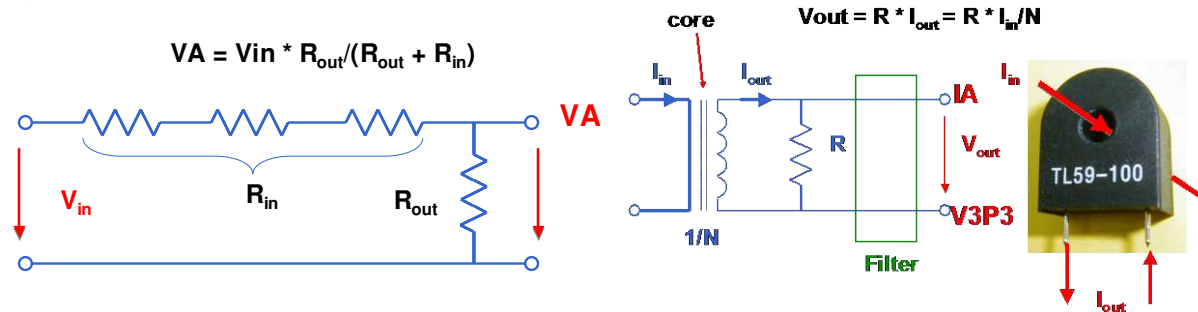 VA = Vin * Rout/(Rout + Rin)
Vin
Rin
Rout
VA
core
Vout = R * Iout = R * Iin/N
Iin
Iout
R
1/N
Filter
IA
Vout
V3P3
Iin
TL59-100
Iout